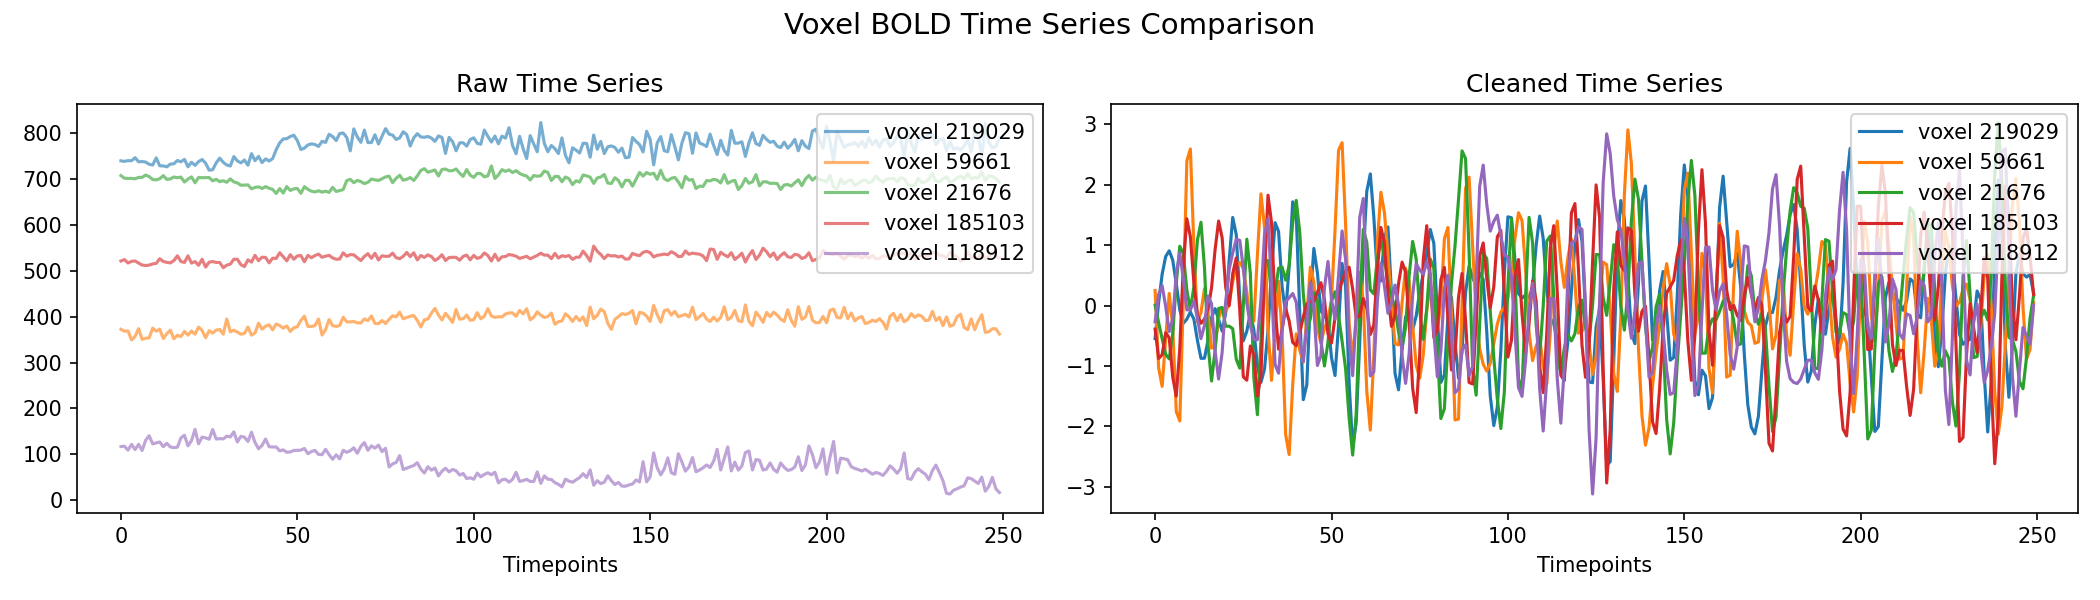 Voxel BOLD Time Series Comparison
Raw Time Series
800
700
600
500
400
300
200
100
0
0 50 100 150 200 250
Timepoints
voxel 219029
voxel 59661
voxel 21676
voxel 185103
voxel 118912
Cleaned Time Series
3
2
1
0
−1
−2
−3
0 50 100 150 200 250
Timepoints
voxel 219029
voxel 59661
voxel 21676
voxel 185103
voxel 118912